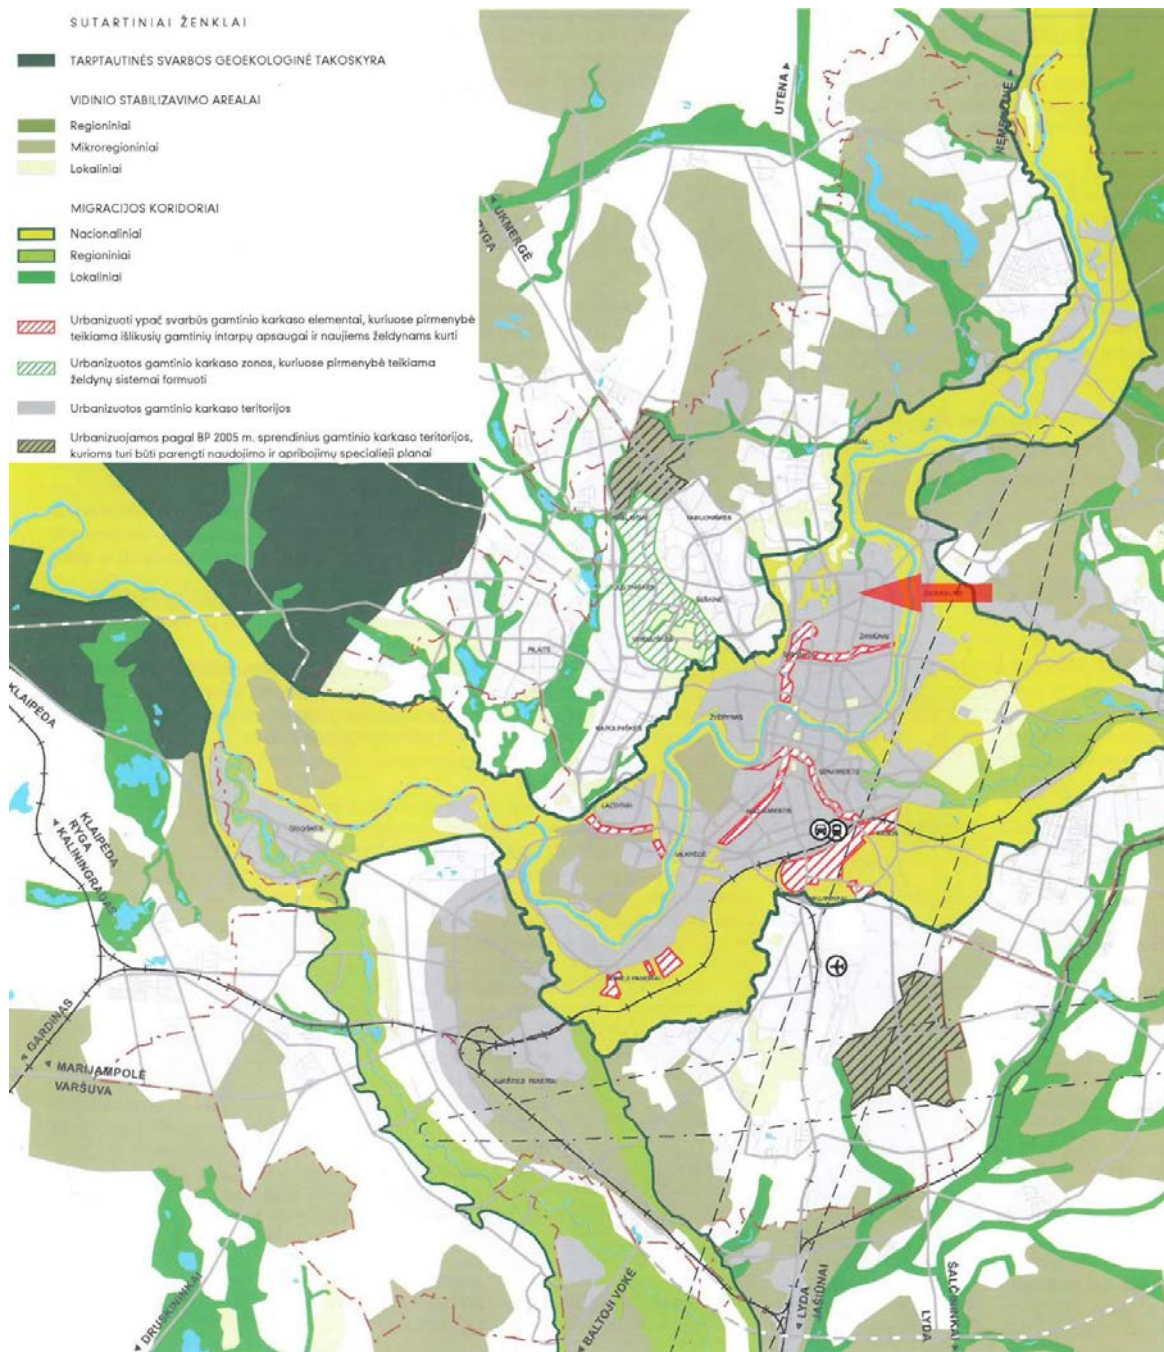 SUTARTINIAI ŽENKLAI
TARPTAUTINĖS SVARBOS GEOEKOLOGINĖ TAKOSKYRA
VIDINIO STABILIZAVIMO AREALAI
Regioniniai
Mikroregioniniai
Lokaliniai
MIGRACIJOS KORIDORIAI
Nacionaliniai
Regioniniai
Lokaliniai
Urbanizuoti ypač svarbūs gamtinio karkaso elementai, kuriuose pirmenybė
teikiama išlikusių gamtinių intarpų apsaugai ir naujiems želdynams kurti
Urbanizuotos gamtinio karkaso zonos, kuriuose pirmenybė teikiama
želdynų sistemai formuoti
Urbanizuotos gamtinio karkaso teritorijos
Urbanizuojamos pagal BP 2005 m. sprendinius gamtinio karkaso teritorijos,
kurioms turi būti parengti naudojimo ir apribojimų specialieji planai
UTENA
NEMENČINĖ
UKMERGĖ
RYGA
PILAITĖ
ŽIRMŪNAI
ŽVĖRYNAS
KAROLINIŠKĖS
SENAMIESTIS
LAZDYNAI
VILKPĖDĖ
KLAIPĖDA
KLAIPĖDA
RYGA
KALININGRADAS
GARDINAS
MARIJAMPOLĖ
VARŠUVA
DRUSKININKAI
BALTOJI VOKĖ
LYDA
JAŠIŪNAI
LYDA
ŠALČININKAI